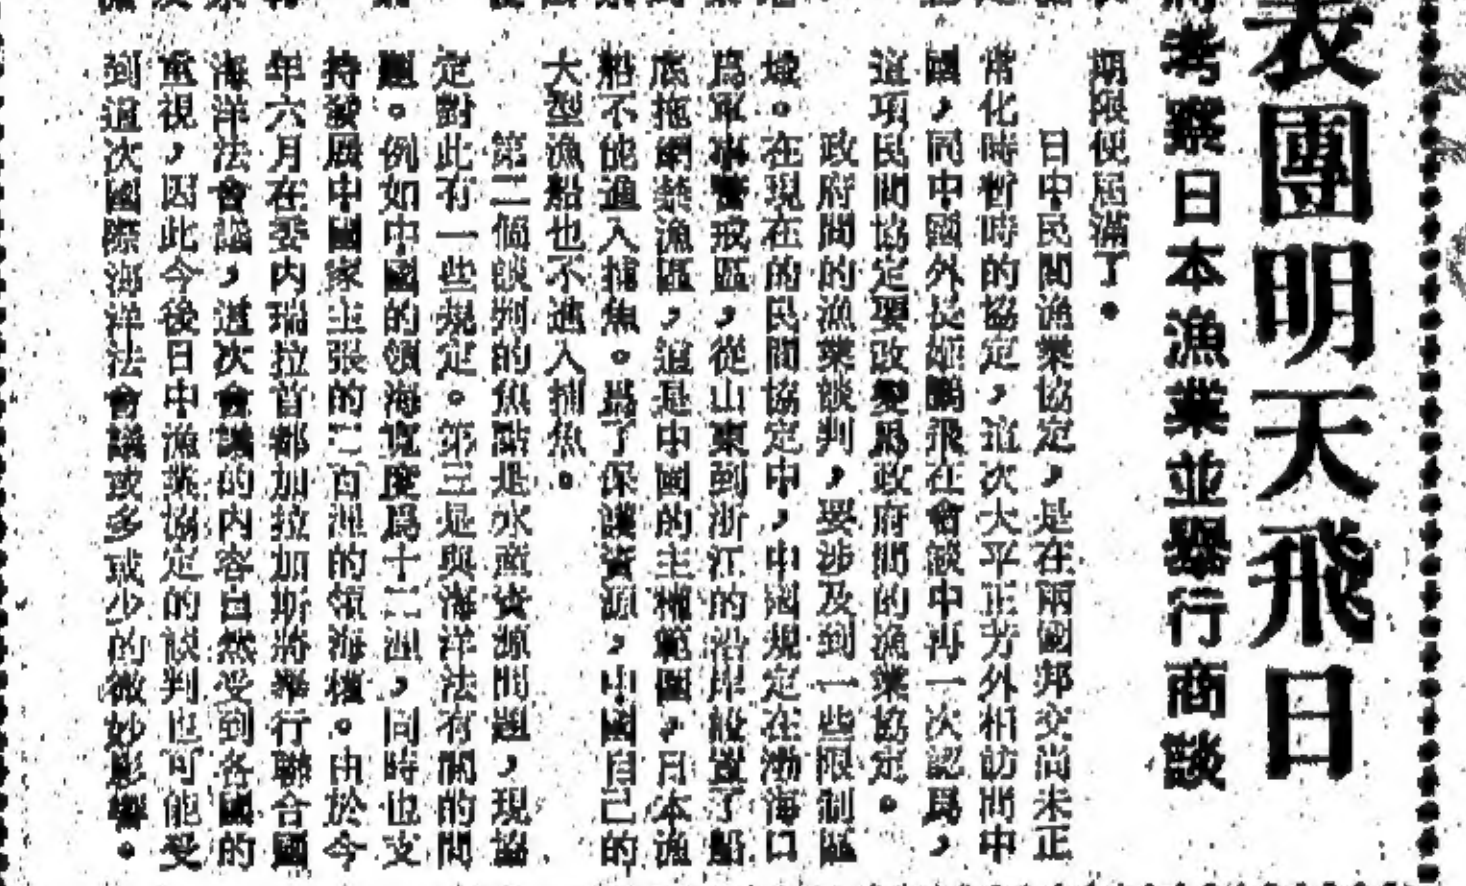 表團明天飛日
考察日本漁業並舉行商談
期限便屆滿了。
日中民間漁業協定，是在兩國邦交尚未正
常化時暫時的協定，這次大平正芳外相訪問中
國，同中國外長姬鵬飛在會談中再一次認爲，
這項民間協定要改變爲政府間的漁業協定。
政府間的漁業談判，要涉及到一些限制區
域。在現在的民間協定中，中國規定在渤海口
爲軍事警戒區，從山東到浙江的沿岸設置了船
底拖網禁漁區，這是中國的主權範圍，日本漁
船不能進入捕魚。爲了保護資源，中國自己的
大型漁船也不進入捕魚。
第二個談判的焦點是水產資源問題，現協
定對此有一些規定。第三是與海洋法有關的問
題。例如中國的領海寬度爲十二浬，同時也支
持發展中國家主張的二百浬的領海權。由於今
年六月在委內瑞拉首都加拉加斯將舉行聯合國
海洋法會議，這次會議的內容自然受到各國的
重視，因此今後日中漁業協定的談判也可能受
到這次國際海洋法會議或多或少的微妙影響。